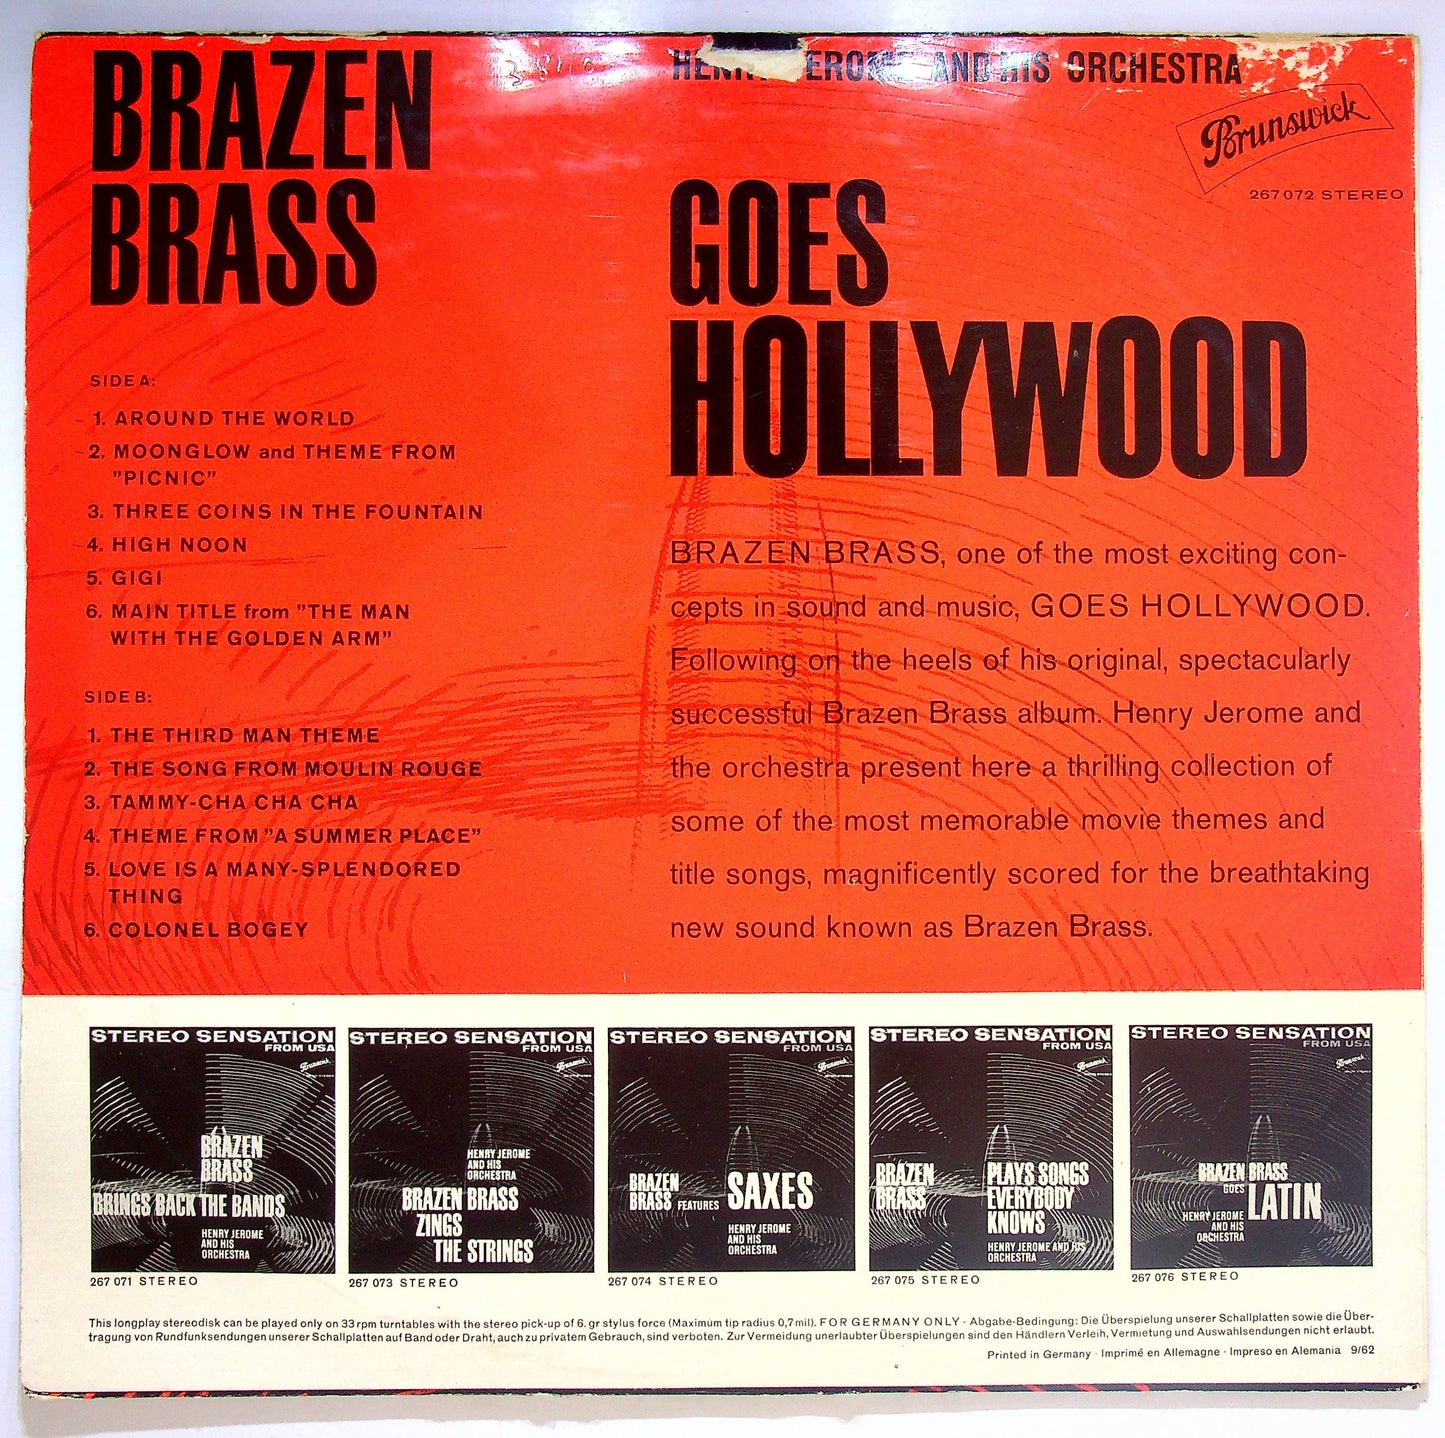 BRAZEN
BRASS
HENRY JEROME AND HIS ORCHESTRA
Brunswick
267 072 STEREO
GOES
HOLLYWOOD
SIDE A:
1. AROUND THE WORLD
2. MOONGLOW and THEME FROM
"PICNIC"
3. THREE COINS IN THE FOUNTAIN
4. HIGH NOON
5. GIGI
6. MAIN TITLE from "THE MAN
WITH THE GOLDEN ARM"
SIDE B:
1. THE THIRD MAN THEME
2. THE SONG FROM MOULIN ROUGE
3. TAMMY-CHA CHA CHA
4. THEME FROM "A SUMMER PLACE"
5. LOVE IS A MANY-SPLENDORED
THING
6. COLONEL BOGEY
BRAZEN BRASS, one of the most exciting con-
cepts in sound and music, GOES HOLLYWOOD.
Following on the heels of his original, spectacularly
successful Brazen Brass album. Henry Jerome and
the orchestra present here a thrilling collection of
some of the most memorable movie themes and
title songs, magnificently scored for the breathtaking
new sound known as Brazen Brass.
STEREO SENSATION
FROM USA
Brunswick
BRAZEN
BRASS
BRINGS BACK THE BANDS
HENRY JEROME
AND HIS
ORCHESTRA
267 071 STEREO
STEREO SENSATION
FROM USA
Brunswick
HENRY JEROME
AND HIS
ORCHESTRA
BRAZEN BRASS
ZINGS
THE STRINGS
267 073 STEREO
STEREO SENSATION
FROM USA
Brunswick
BRAZEN
BRASS FEATURES SAXES
HENRY JEROME
AND HIS
ORCHESTRA
267 074 STEREO
STEREO SENSATION
FROM USA
Brunswick
BRAZEN
BRASS
PLAYS SONGS
EVERYBODY
KNOWS
HENRY JEROME AND HIS
ORCHESTRA
267 075 STEREO
STEREO SENSATION
FROM USA
Brunswick
BRAZEN BRASS
GOES LATIN
HENRY JEROME
AND HIS
ORCHESTRA
267 076 STEREO
This longplay stereodisk can be played only on 33 rpm turntables with the stereo pick-up of 6. gr stylus force (Maximum tip radius 0,7 mil). FOR GERMANY ONLY · Abgabe-Bedingung: Die Überspielung unserer Schallplatten sowie die Über-
tragung von Rundfunksendungen unserer Schallplatten auf Band oder Draht, auch zu privatem Gebrauch, sind verboten. Zur Vermeidung unerlaubter Überspielungen sind den Händlern Verleih, Vermietung und Auswahlsendungen nicht erlaubt.
Printed in Germany · Imprimé en Allemagne · Impreso en Alemania 9/62